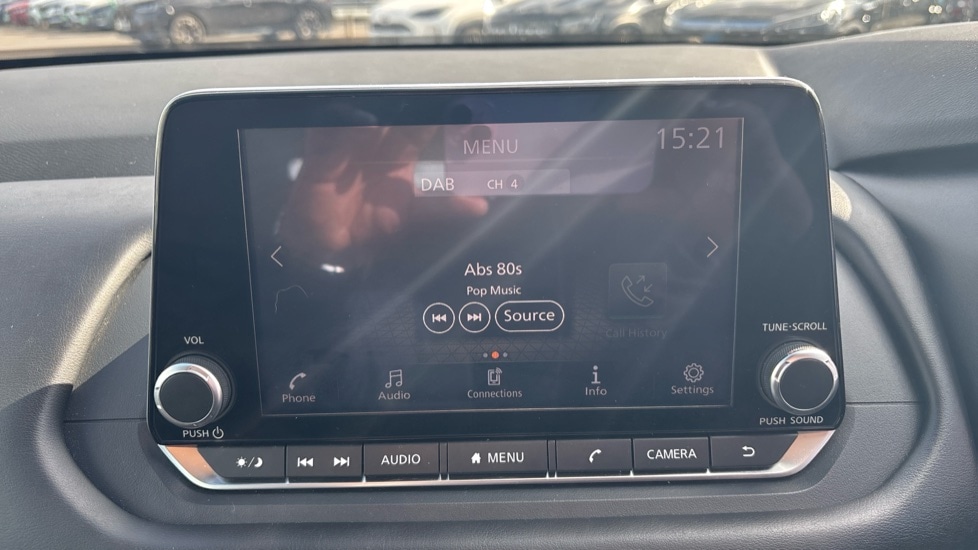 MENU
15:21
DAB CH 4
Abs 80s
Pop Music
Source
Call History
Phone Audio Connections Info Settings
VOL
PUSH
TUNE·SCROLL
PUSH SOUND
AUDIO MENU CAMERA